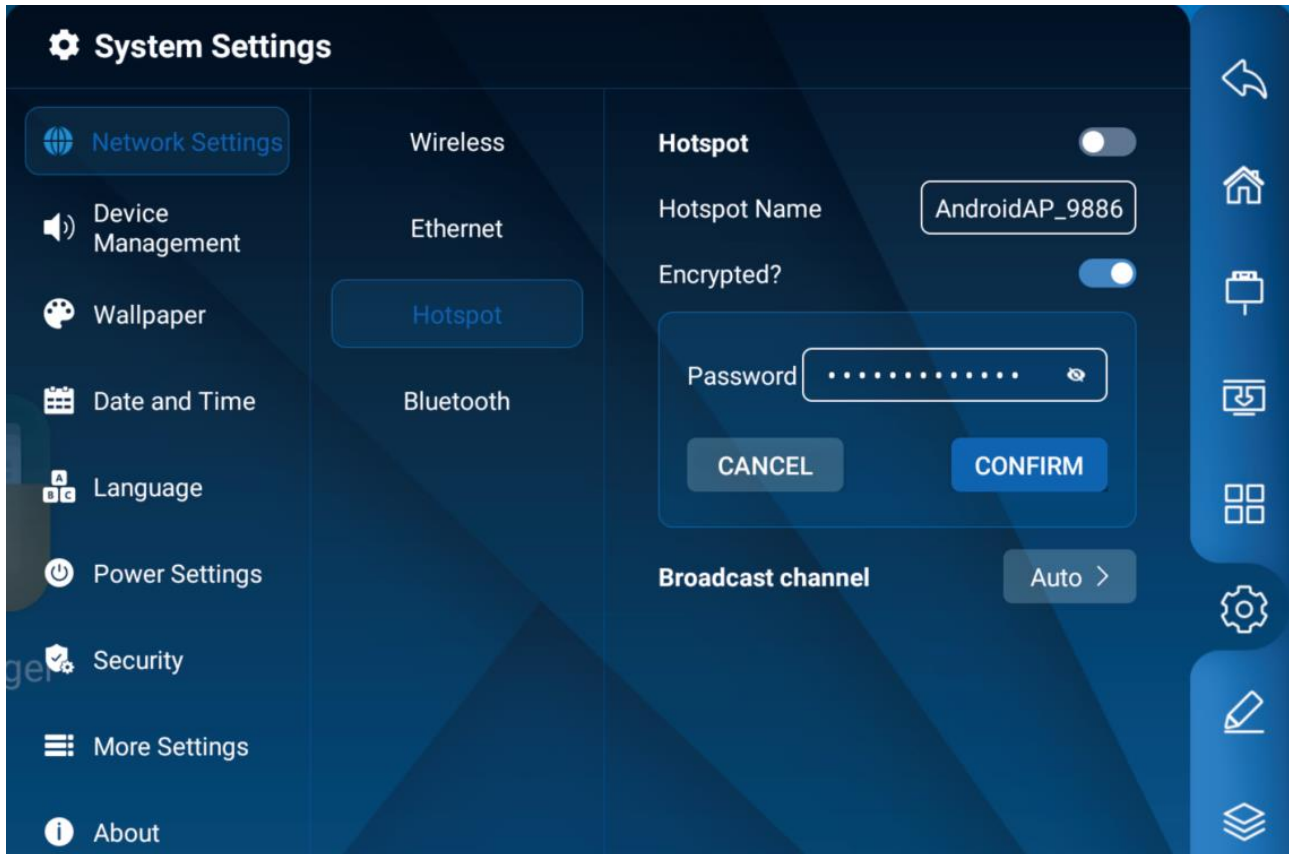 System Settings
Network Settings
Device
Management
Wallpaper
Date and Time
A
B C
Language
Power Settings
Security
More Settings
About
Wireless
Ethernet
Hotspot
Bluetooth
Hotspot
Hotspot Name
AndroidAP_9886
Encrypted?
Password
CANCEL
CONFIRM
Broadcast channel
Auto >